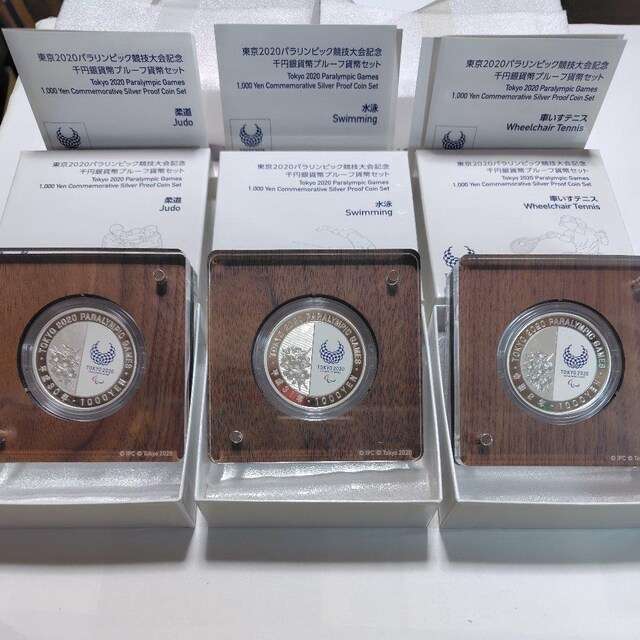 東京2020パラリンピック競技大会記念
千円銀貨幣プルーフ貨幣セット
Tokyo 2020 Paralympic Games
1,000 Yen Commemorative Silver Proof Coin Set
柔道
Judo
東京2020パラリンピック競技大会記念
千円銀貨幣プルーフ貨幣セット
Tokyo 2020 Paralympic Games
1,000 Yen Commemorative Silver Proof Coin Set
水泳
Swimming
東京2020パラリンピック競技大会記念
千円銀貨幣プルーフ貨幣セット
Tokyo 2020 Paralympic Games
1,000 Yen Commemorative Silver Proof Coin Set
車いすテニス
Wheelchair Tennis
東京2020パラリンピック競技大会記念
千円銀貨幣プルーフ貨幣セット
Tokyo 2020 Paralympic Games
1,000 Yen Commemorative Silver Proof Coin Set
柔道
Judo
東京2020パラリンピック競技大会記念
千円銀貨幣プルーフ貨幣セット
Tokyo 2020 Paralympic Games
1,000 Yen Commemorative Silver Proof Coin Set
水泳
Swimming
東京2020パラリンピック競技大会記念
千円銀貨幣プルーフ貨幣セット
Tokyo 2020 Paralympic Games
1,000 Yen Commemorative Silver Proof Coin Set
車いすテニス
Wheelchair Tennis
TOKYO 2020 PARALYMPIC GAMES
TOKYO 2020
1000YEN
© IPC © Tokyo 2020
TOKYO 2020 PARALYMPIC GAMES
TOKYO 2020
平成31年
1000YEN
© IPC © Tokyo 2020
TOKYO 2020 PARALYMPIC GAMES
TOKYO 2020
1000YEN
© IPC © Tokyo